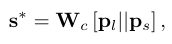 s* = W_c [p_l||p_s],